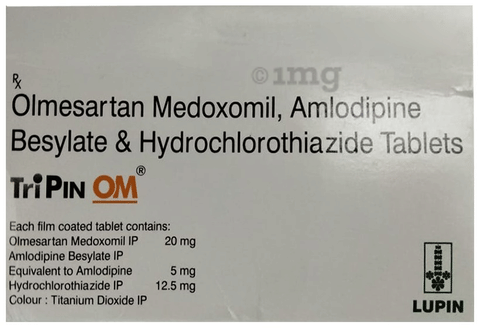 ©1mg
Rx
Olmesartan Medoxomil, Amlodipine
Besylate & Hydrochlorothiazide Tablets
TriPin OM®
Each film coated tablet contains:
Olmesartan Medoxomil IP 20 mg
Amlodipine Besylate IP
Equivalent to Amlodipine 5 mg
Hydrochlorothiazide IP 12.5 mg
Colour : Titanium Dioxide IP
LUPIN